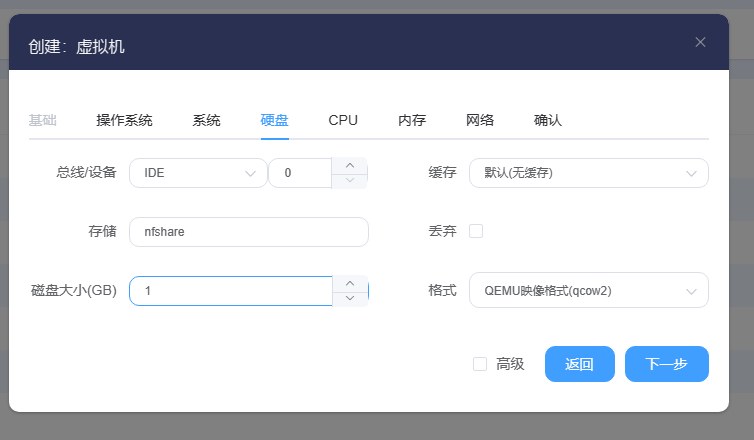 创建：虚拟机
基础 操作系统 系统 硬盘 CPU 内存 网络 确认
总线/设备 IDE 0 缓存 默认(无缓存)
存储 nfshare 丢弃
磁盘大小(GB) 1 格式 QEMU映像格式(qcow2)
高级 返回 下一步